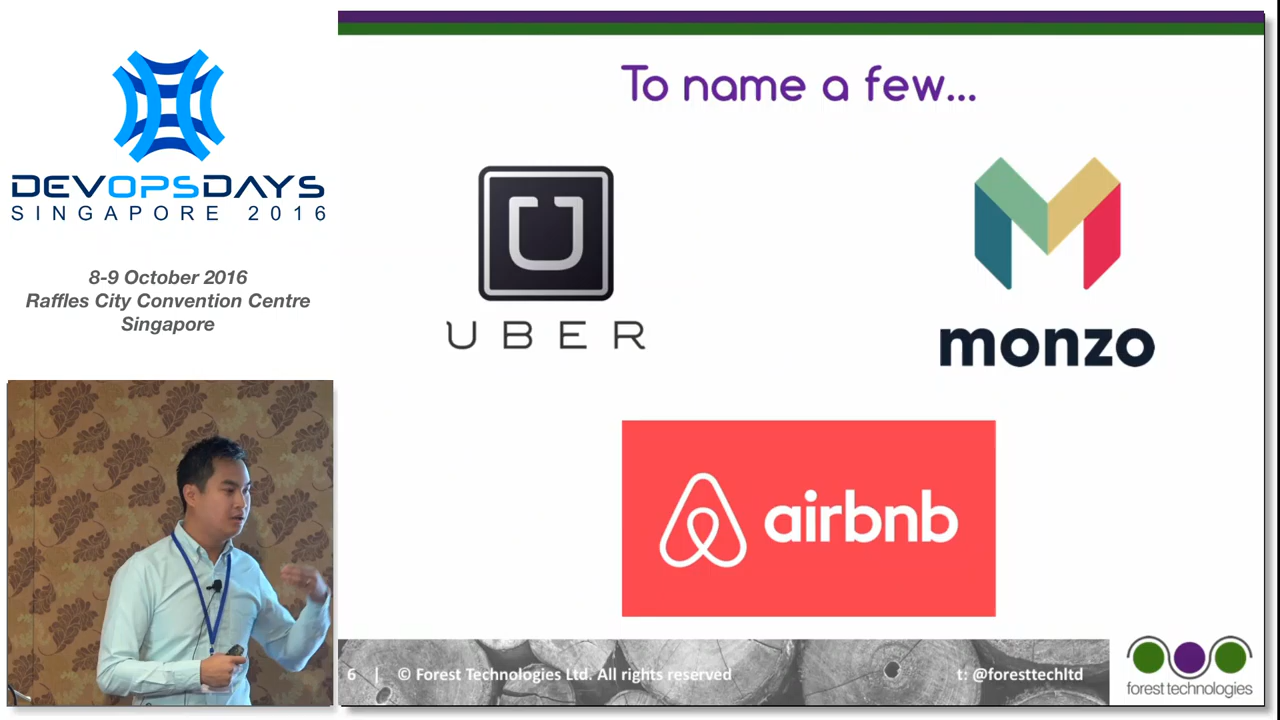 DEVOPSDAYS
SINGAPORE 2016
8-9 October 2016
Raffles City Convention Centre
Singapore
To name a few...
U
UBER
monzo
airbnb
6 | © Forest Technologies Ltd. All rights reserved
t: @foresttechltd
forest technologies